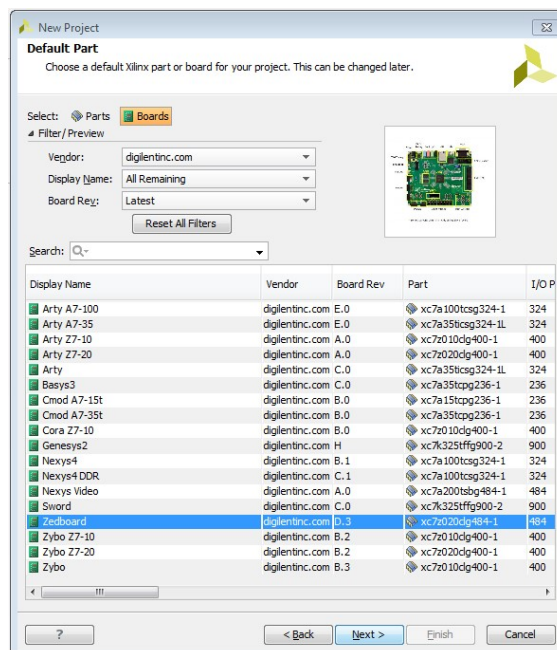 New Project
Default Part
Choose a default Xilinx part or board for your project. This can be changed later.
Select: Parts Boards
Filter/Preview
Vendor: digilentinc.com
Display Name: All Remaining
Board Rev: Latest
Reset All Filters
Search:
Display Name Vendor Board Rev Part I/O P
Arty A7-100 digilentinc.com E.0 xc7a100tcsg324-1 324
Arty A7-35 digilentinc.com E.0 xc7a35ticsg324-1L 324
Arty Z7-10 digilentinc.com A.0 xc7z010clg400-1 400
Arty Z7-20 digilentinc.com A.0 xc7z020clg400-1 400
Arty digilentinc.com C.0 xc7a35ticsg324-1L 324
Basys3 digilentinc.com C.0 xc7a35tcpg236-1 236
Cmod A7-15t digilentinc.com B.0 xc7a15tcpg236-1 236
Cmod A7-35t digilentinc.com B.0 xc7a35tcpg236-1 236
Cora Z7-10 digilentinc.com B.0 xc7z010clg400-1 400
Genesys2 digilentinc.com H xc7k325tffg900-2 900
Nexys4 digilentinc.com B.1 xc7a100tcsg324-1 324
Nexys4 DDR digilentinc.com C.1 xc7a100tcsg324-1 324
Nexys Video digilentinc.com A.0 xc7a200tsbg484-1 484
Sword digilentinc.com C.0 xc7k325tffg900-2 900
Zedboard digilentinc.com D.3 xc7z020clg484-1 484
Zybo Z7-10 digilentinc.com B.2 xc7z010clg400-1 400
Zybo Z7-20 digilentinc.com B.2 xc7z020clg400-1 400
Zybo digilentinc.com B.3 xc7z010clg400-1 400
? < Back Next > Finish Cancel